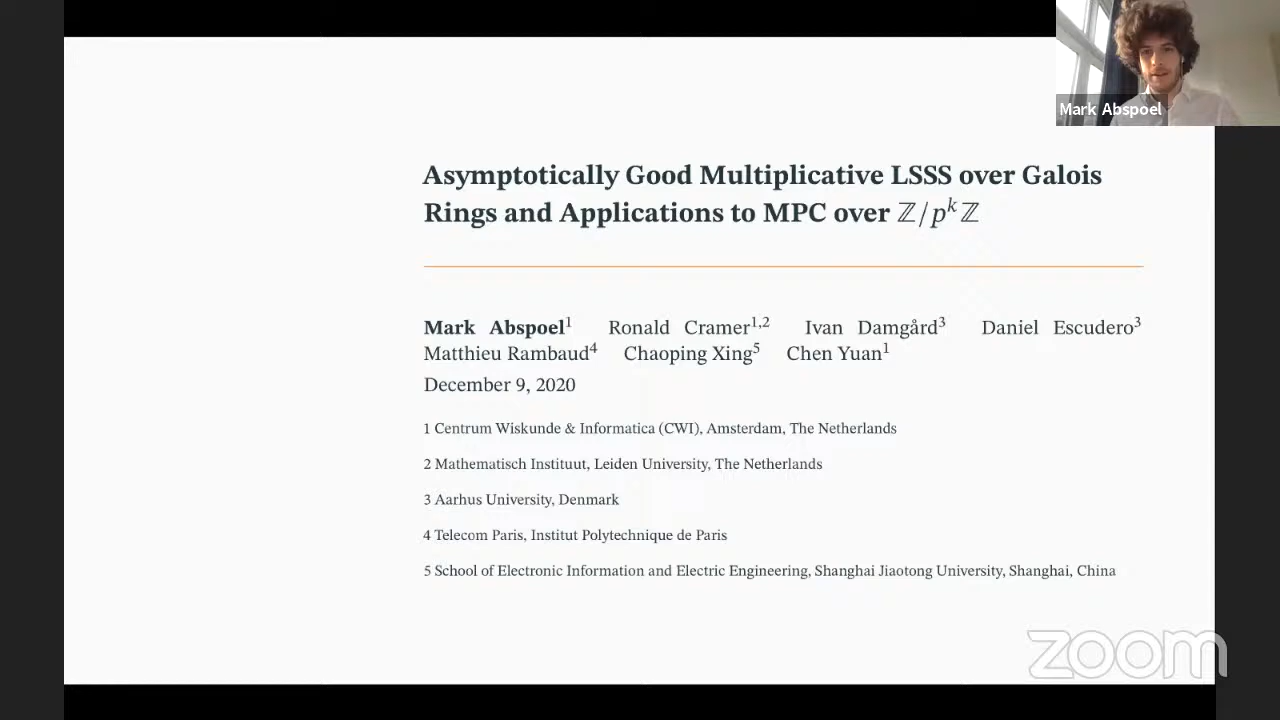 Mark Abspoel
Asymptotically Good Multiplicative LSSS over Galois
Rings and Applications to MPC over ℤ/pᵏℤ
Mark Abspoel¹ Ronald Cramer¹,² Ivan Damgård³ Daniel Escudero³
Matthieu Rambaud⁴ Chaoping Xing⁵ Chen Yuan¹
December 9, 2020
1 Centrum Wiskunde & Informatica (CWI), Amsterdam, The Netherlands
2 Mathematisch Instituut, Leiden University, The Netherlands
3 Aarhus University, Denmark
4 Telecom Paris, Institut Polytechnique de Paris
5 School of Electronic Information and Electric Engineering, Shanghai Jiaotong University, Shanghai, China
zoom